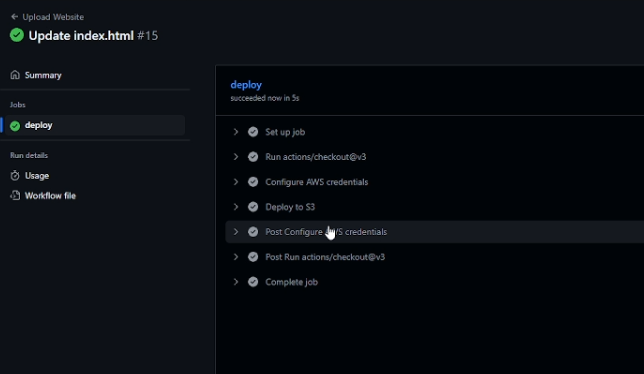 ← Upload Website
Update index.html #15
Summary
Jobs
deploy
Run details
Usage
Workflow file
deploy
succeeded now in 5s
Set up job
Run actions/checkout@v3
Configure AWS credentials
Deploy to S3
Post Configure AWS credentials
Post Run actions/checkout@v3
Complete job